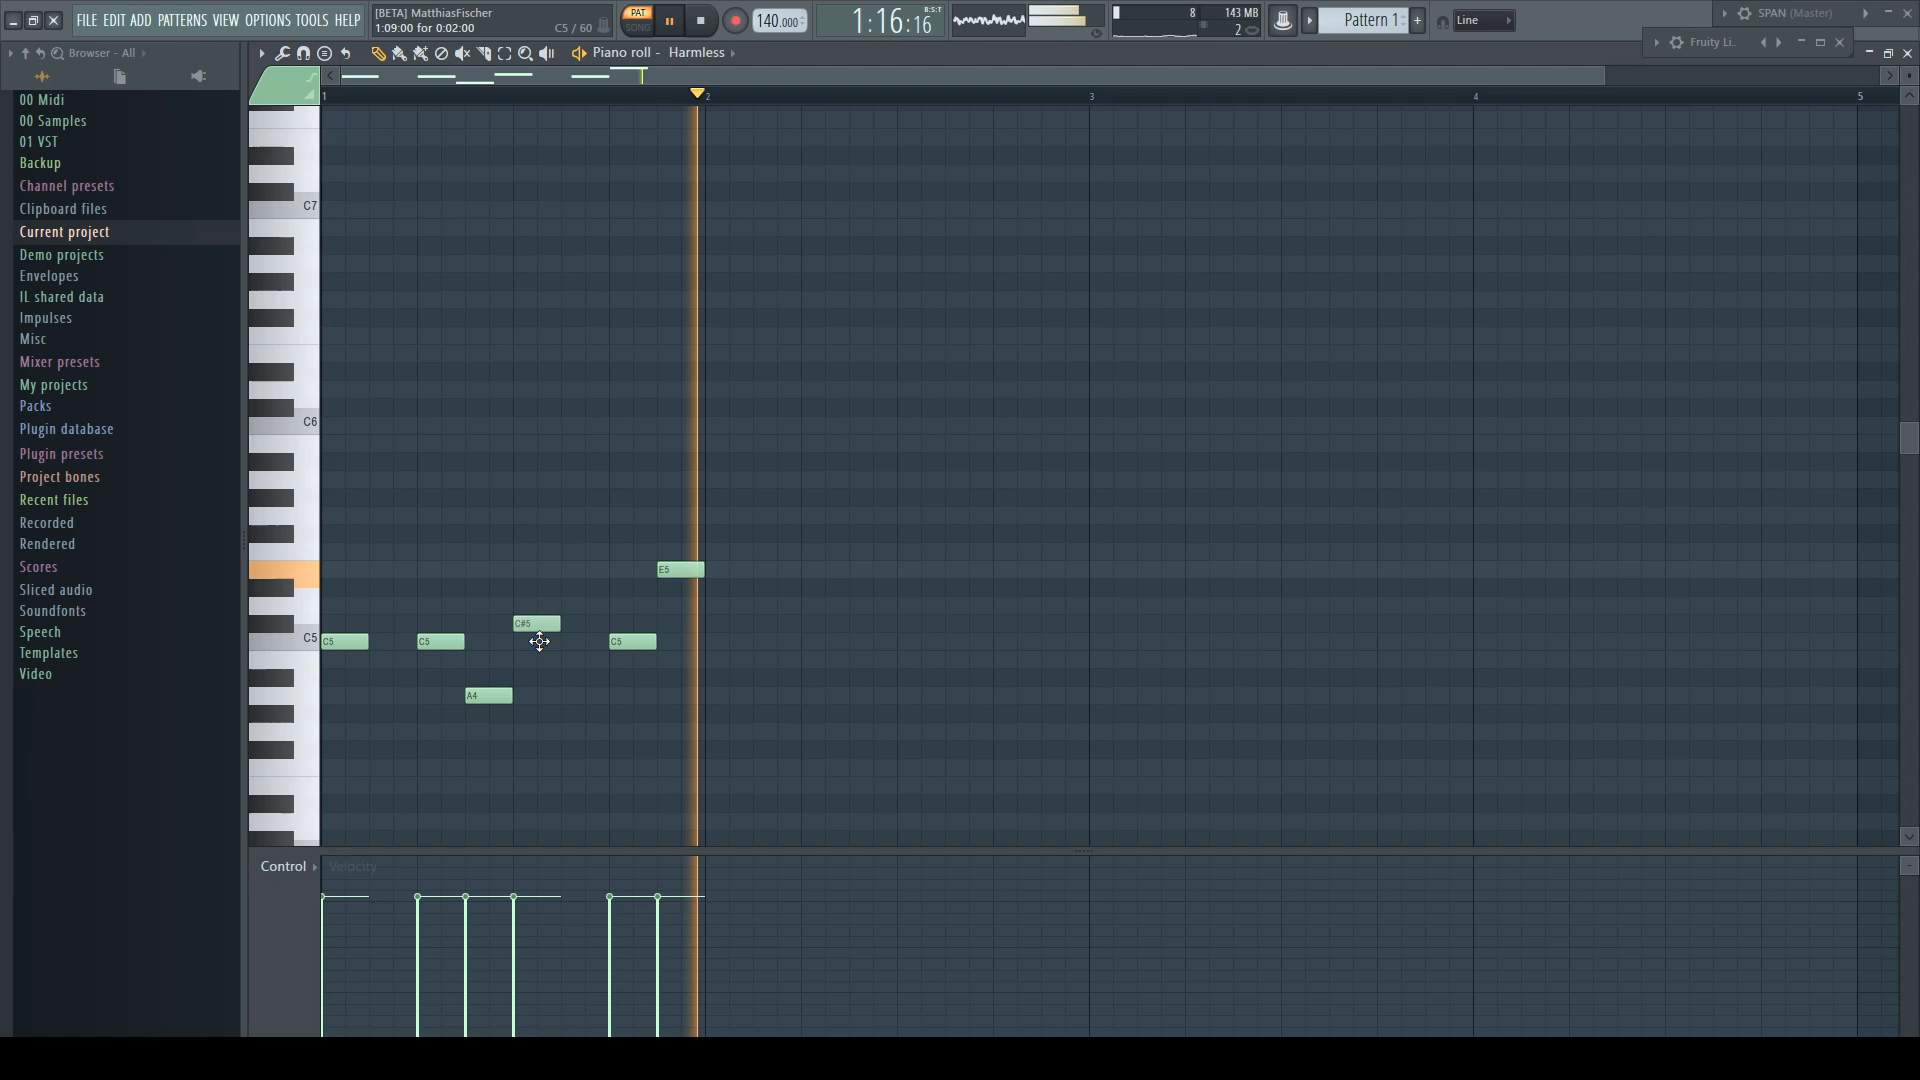 FILE EDIT ADD PATTERNS VIEW OPTIONS TOOLS HELP
[BETA] MatthiasFischer
1:09:00 for 0:02:00 C5 / 60
PAT
SONG
140.000
1:16:16
B:S:T
8 143 MB
2
Pattern 1
Line
SPAN (Master)
Fruity Li..
Browser - All
Piano roll - Harmless
00 Midi
00 Samples
01 VST
Backup
Channel presets
Clipboard files
Current project
Demo projects
Envelopes
IL shared data
Impulses
Misc
Mixer presets
My projects
Packs
Plugin database
Plugin presets
Project bones
Recent files
Recorded
Rendered
Scores
Sliced audio
Soundfonts
Speech
Templates
Video
1 2 3 4 5
C7
C6
E5
C#5
C5 C5 C5 C5
A4
Control Velocity